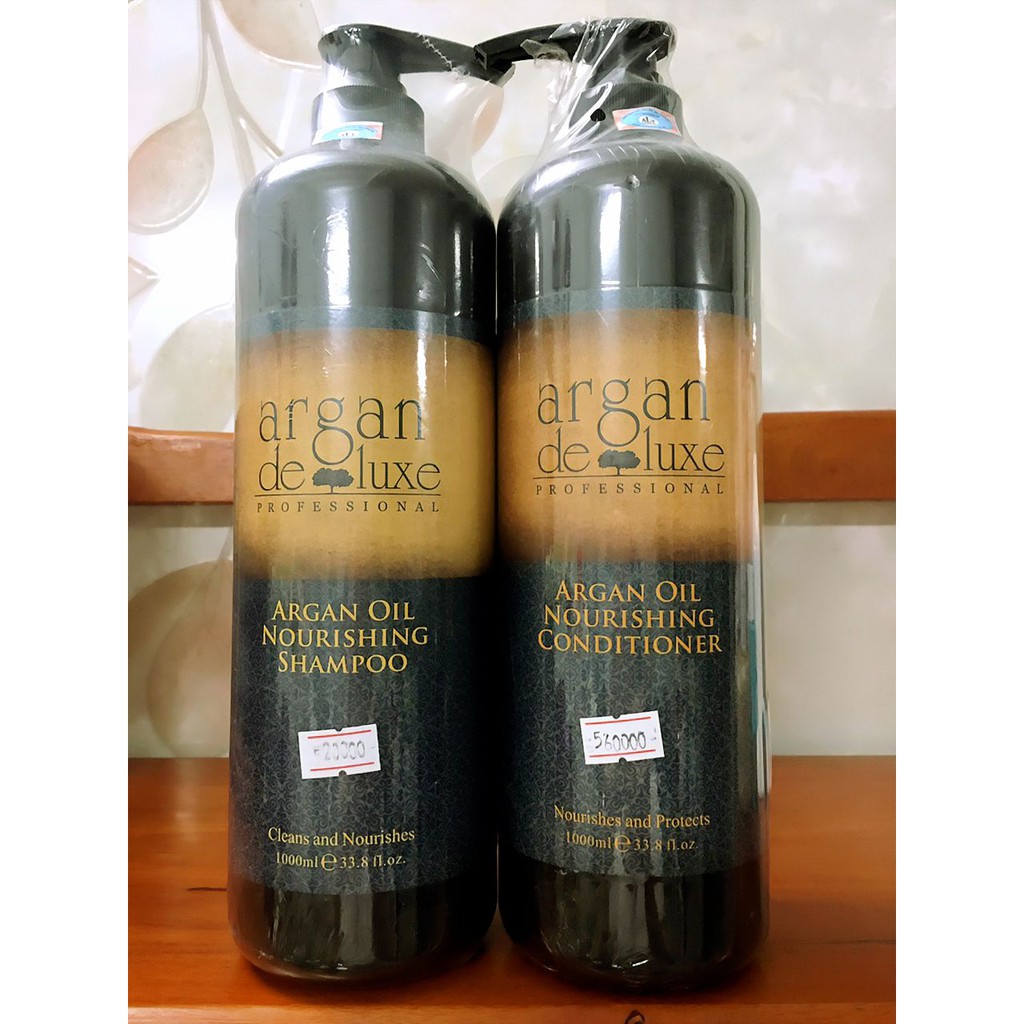 argan
de luxe
PROFESSIONAL
ARGAN OIL
NOURISHING
SHAMPOO
Cleans and Nourishes
1000ml e 33.8 fl.oz.
argan
de luxe
PROFESSIONAL
ARGAN OIL
NOURISHING
CONDITIONER
560000
Nourishes and Protects
1000ml e 33.8 fl.oz.